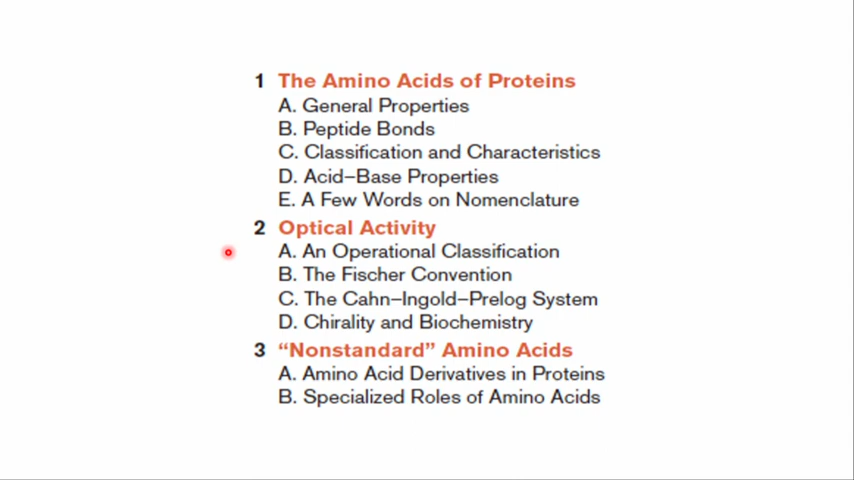 1 The Amino Acids of Proteins
A. General Properties
B. Peptide Bonds
C. Classification and Characteristics
D. Acid–Base Properties
E. A Few Words on Nomenclature
2 Optical Activity
A. An Operational Classification
B. The Fischer Convention
C. The Cahn–Ingold–Prelog System
D. Chirality and Biochemistry
3 “Nonstandard” Amino Acids
A. Amino Acid Derivatives in Proteins
B. Specialized Roles of Amino Acids